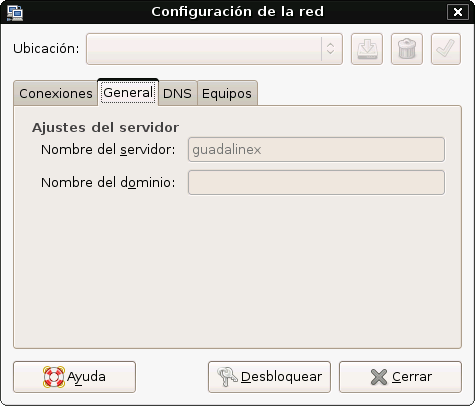 Configuración de la red
Ubicación:
Conexiones General DNS Equipos
Ajustes del servidor
Nombre del servidor: guadalinex
Nombre del dominio:
Ayuda Desbloquear Cerrar